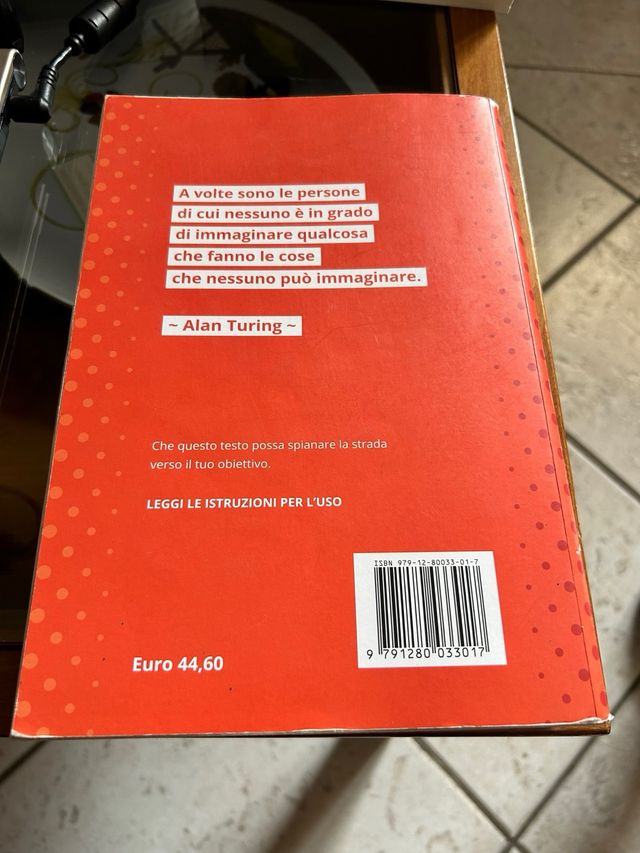 A volte sono le persone
di cui nessuno è in grado
di immaginare qualcosa
che fanno le cose
che nessuno può immaginare.
~ Alan Turing ~
Che questo testo possa spianare la strada
verso il tuo obiettivo.
LEGGI LE ISTRUZIONI PER L'USO
ISBN 979-12-80033-01-7
9 791280 033017
Euro 44,60